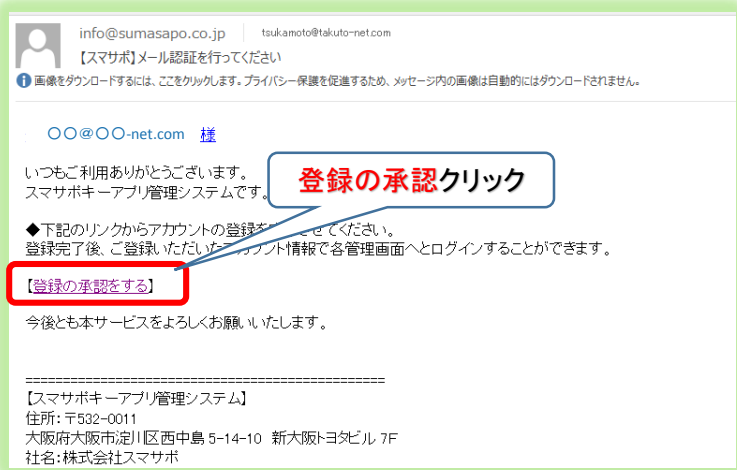 info@sumasapo.co.jp tsukamoto@takuto-net.com
【スマサポ】メール認証を行ってください
画像をダウンロードするには、ここをクリックします。プライバシー保護を促進するため、メッセージ内の画像は自動的にはダウンロードされません。
〇〇@〇〇-net.com 様
いつもご利用ありがとうございます。
スマサポキーアプリ管理システムです。
登録の承認クリック
◆下記のリンクからアカウントの登録を させてください。
登録完了後、ご登録いただいた カウント情報で各管理画面へとログインすることができます。
【登録の承認をする】
今後とも本サービスをよろしくお願いいたします。
================================================
【スマサポキーアプリ管理システム】
住所:〒532-0011
大阪府大阪市淀川区西中島 5-14-10 新大阪トヨタビル 7F
社名:株式会社スマサポ